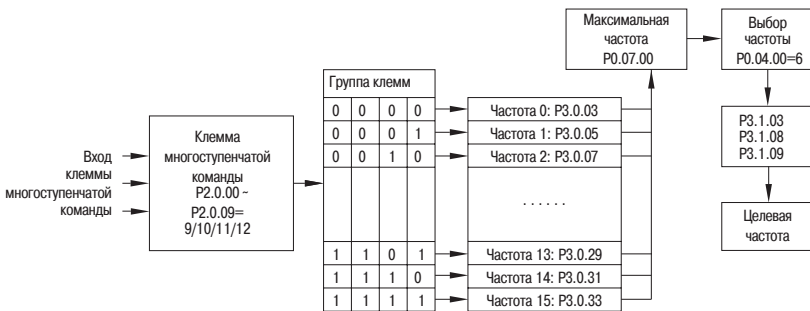 Вход
клеммы
многоступенчатой
команды
Клемма
многоступенчатой
команды
P2.0.00 ~
P2.0.09=
9/10/11/12
Группа клемм
0 0 0 0
0 0 0 1
0 0 1 0
1 1 0 1
1 1 1 0
1 1 1 1
Частота 0: P3.0.03
Частота 1: P3.0.05
Частота 2: P3.0.07
......
Частота 13: P3.0.29
Частота 14: P3.0.31
Частота 15: P3.0.33
Максимальная
частота
P0.07.00
Выбор
частоты
P0.04.00=6
P3.1.03
P3.1.08
P3.1.09
Целевая
частота